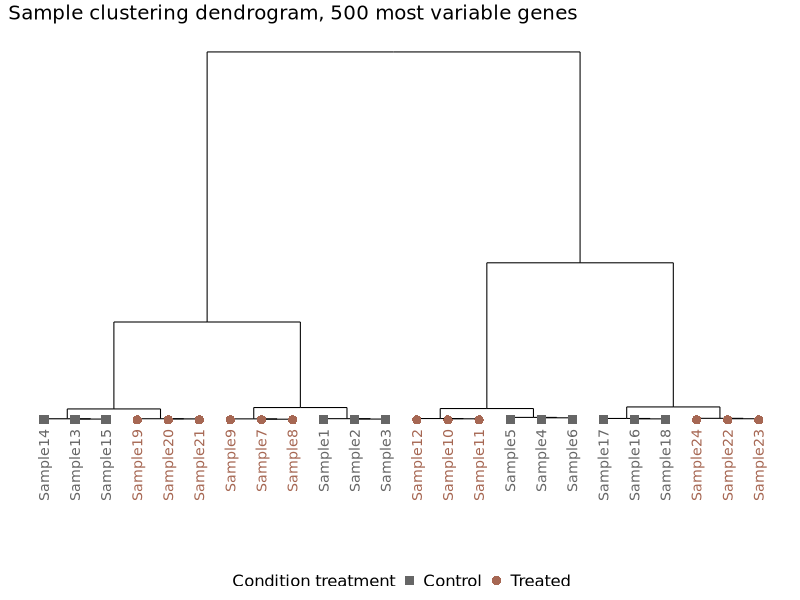 Sample clustering dendrogram, 500 most variable genes
Sample14
Sample13
Sample15
Sample19
Sample20
Sample21
Sample9
Sample7
Sample8
Sample1
Sample2
Sample3
Sample12
Sample10
Sample11
Sample5
Sample4
Sample6
Sample17
Sample16
Sample18
Sample24
Sample22
Sample23
Condition treatment Control Treated